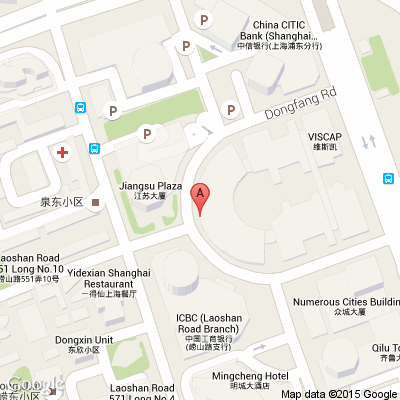 China CITIC
Bank (Shanghai...
中信银行(上海浦东分行)
P
P
P
P
P
Dongfang Rd
VISCAP
维斯凯
Jiangsu Plaza
江苏大厦
A
泉东小区
Laoshan Road
551 Long No.10
崂山路551弄10号
Yidexian Shanghai
Restaurant
一得仙上海餐厅
Numerous Cities Building
众城大厦
ICBC (Laoshan
Road Branch)
中国工商银行
(崂山路支行)
Dongxin Unit
东欣小区
Qilu To
齐鲁大
Mingcheng Hotel
明城大酒店
Laoshan Road
571 Long No 4
崂东小区
Google
Map data ©2015 Google